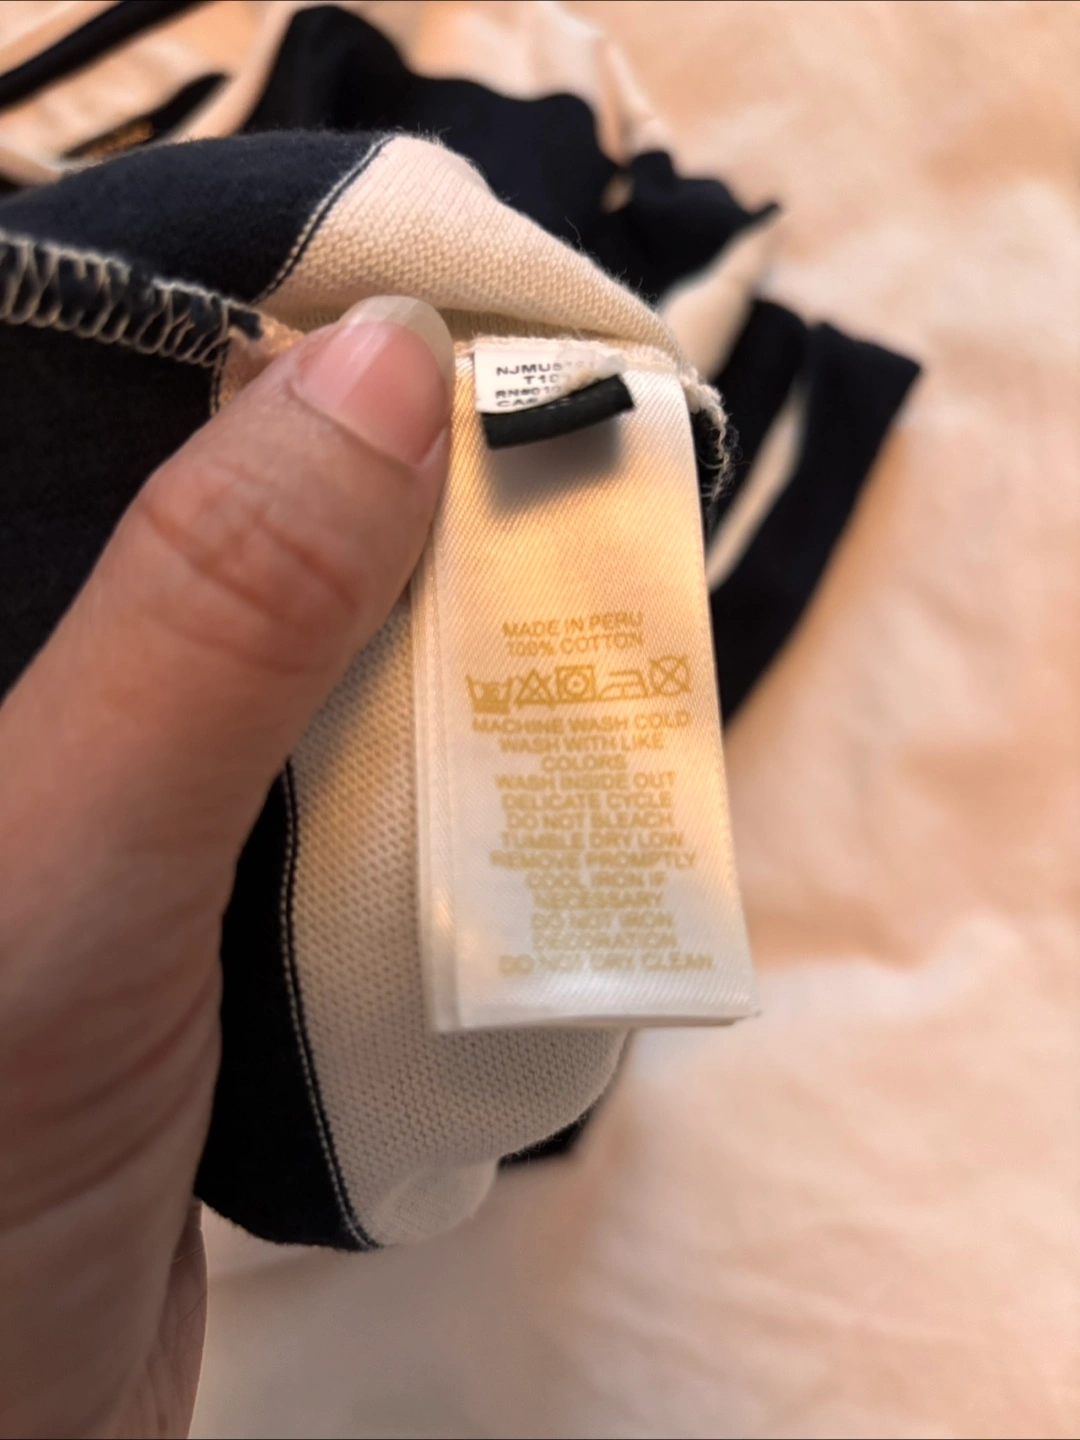 MADE IN PERU
100% COTTON
MACHINE WASH COLD
WASH WITH LIKE
COLORS
WASH INSIDE OUT
DELICATE CYCLE
DO NOT BLEACH
TUMBLE DRY LOW
REMOVE PROMPTLY
COOL IRON IF
NECESSARY
DO NOT IRON
DECORATION
DO NOT DRY CLEAN